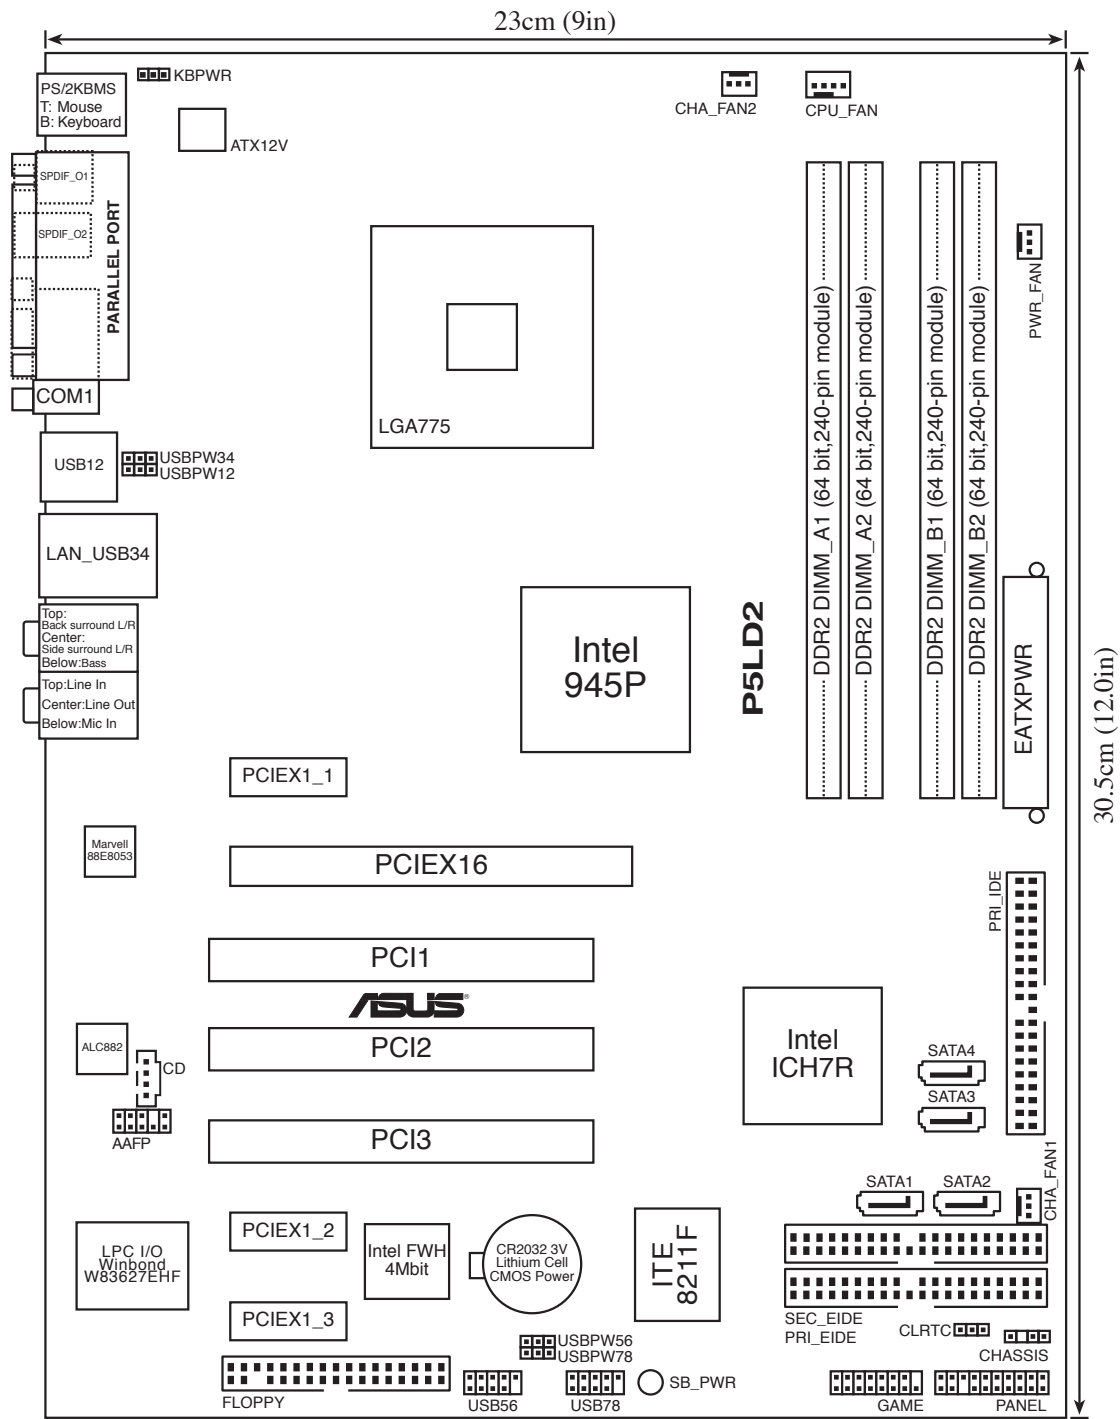 23cm (9in)
PS/2KBMS
T: Mouse
B: Keyboard
KBPWR
ATX12V
CHA_FAN2
CPU_FAN
SPDIF_O1
SPDIF_O2
PARALLEL PORT
PWR_FAN
COM1
LGA775
USB12
USBPW34
USBPW12
LAN_USB34
DDR2 DIMM_A1 (64 bit,240-pin module)
DDR2 DIMM_A2 (64 bit,240-pin module)
DDR2 DIMM_B1 (64 bit,240-pin module)
DDR2 DIMM_B2 (64 bit,240-pin module)
Top:
Back surround L/R
Center:
Side surround L/R
Below:Bass
Top:Line In
Center:Line Out
Below:Mic In
Intel
945P
P5LD2
EATXPWR
30.5cm (12.0in)
PCIEX1_1
Marvell
88E8053
PCIEX16
PRI_IDE
PCI1
ASUS®
ALC882
CD
AAFP
PCI2
Intel
ICH7R
SATA4
SATA3
PCI3
SATA1
SATA2
CHA_FAN1
LPC I/O
Winbond
W83627EHF
PCIEX1_2
Intel FWH
4Mbit
CR2032 3V
Lithium Cell
CMOS Power
ITE
8211F
PCIEX1_3
SEC_EIDE
PRI_EIDE
CLRTC
CHASSIS
USBPW56
USBPW78
FLOPPY
USB56
USB78
SB_PWR
GAME
PANEL